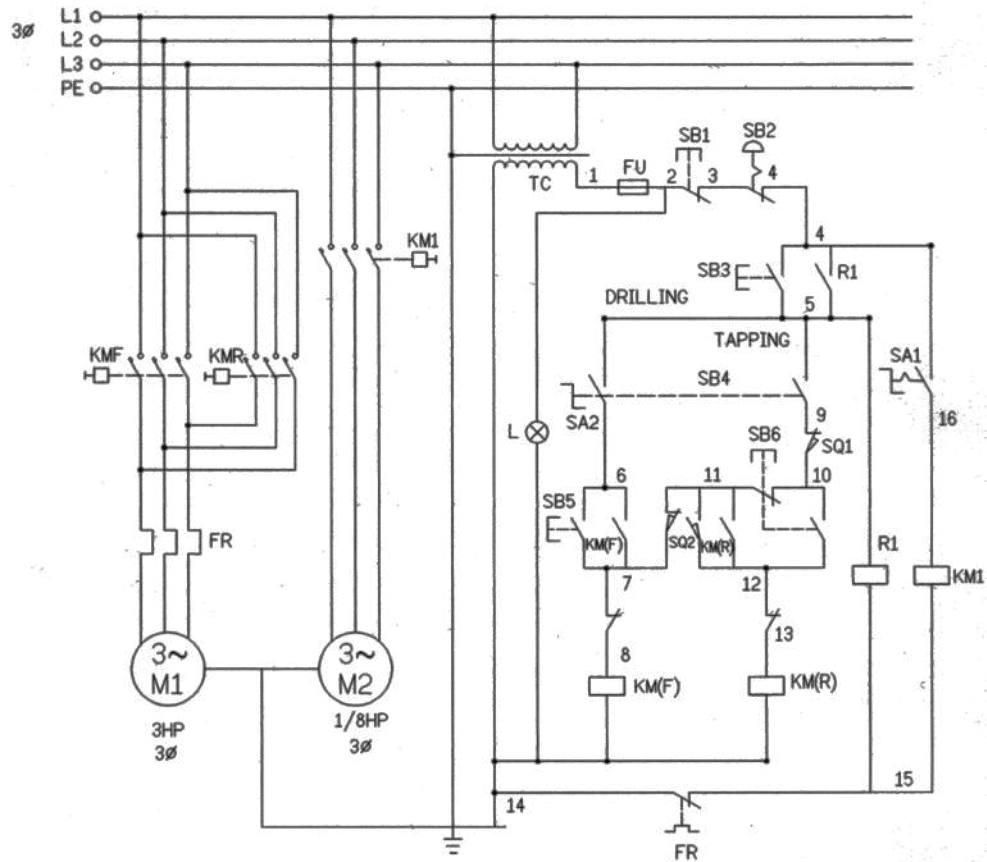 3ø
L1
L2
L3
PE
SB1
SB2
FU
TC
1
2
3
4
4
KM1
SB3
R1
DRILLING
5
TAPPING
KMF
KMR
SA1
SB4
SA2
16
9
L
SB6
SQ1
6
11
10
SB5
FR
KM(F)
SQ2
KM(R)
R1
KM1
7
12
13
3~
M1
3~
M2
8
KM(F)
KM(R)
3HP
3ø
1/8HP
3ø
14
15
FR